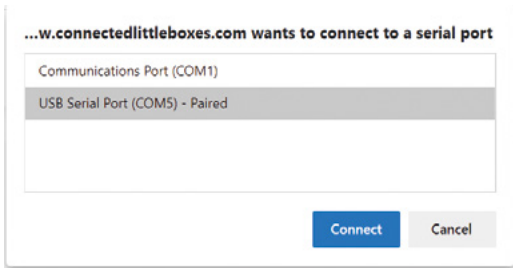 ...w.connectedlittleboxes.com wants to connect to a serial port
Communications Port (COM1)
USB Serial Port (COM5) - Paired
Connect Cancel